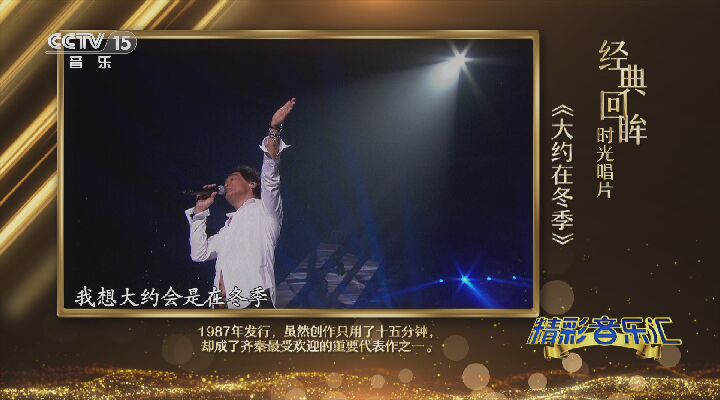 CCTV 15
音乐
经典回眸
时光唱片
《大约在冬季》
我想大约会是在冬季
1987年发行，虽然创作只用了十五分钟，
却成了齐秦最受欢迎的重要代表作之一。
精彩音乐汇